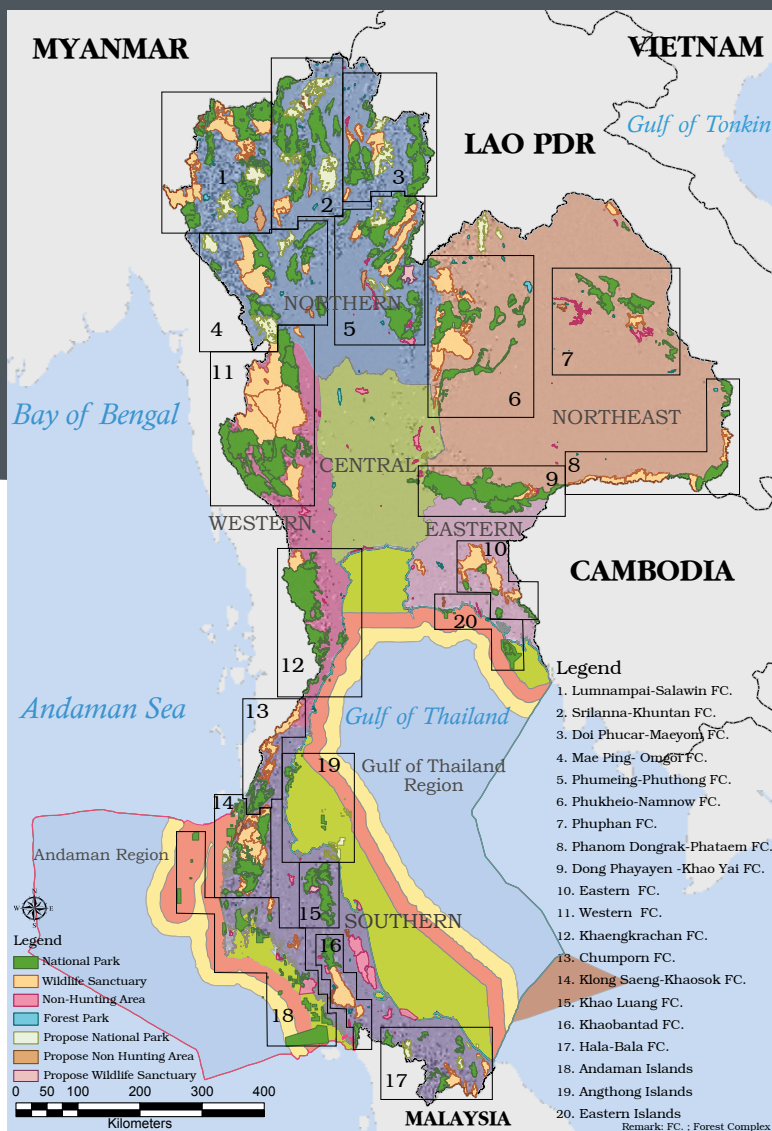 MYANMAR
VIETNAM
Gulf of Tonkin
LAO PDR
1
2
3
4
NORTHERN
5
11
6
7
NORTHEAST
Bay of Bengal
CENTRAL
8
9
WESTERN
EASTERN
10
CAMBODIA
20
12
Andaman Sea
13
Gulf of Thailand
19
Gulf of Thailand
Region
14
Andaman Region
15
SOUTHERN
16
18
17
MALAYSIA
N
W
E
S
Legend
National Park
Wildlife Sanctuary
Non-Hunting Area
Forest Park
Propose National Park
Propose Non Hunting Area
Propose Wildlife Sanctuary
0 50 100 200 300 400
Kilometers
Legend
1. Lumnampai-Salawin FC.
2. Srilanna-Khuntan FC.
3. Doi Phucar-Maeyom FC.
4. Mae Ping- Omgoi FC.
5. Phumeing-Phuthong FC.
6. Phukheio-Namnow FC.
7. Phuphan FC.
8. Phanom Dongrak-Phataem FC.
9. Dong Phayayen -Khao Yai FC.
10. Eastern FC.
11. Western FC.
12. Khaengkrachan FC.
13. Chumporn FC.
14. Klong Saeng-Khaosok FC.
15. Khao Luang FC.
16. Khaobantad FC.
17. Hala-Bala FC.
18. Andaman Islands
19. Angthong Islands
20. Eastern Islands
Remark: FC. ; Forest Complex